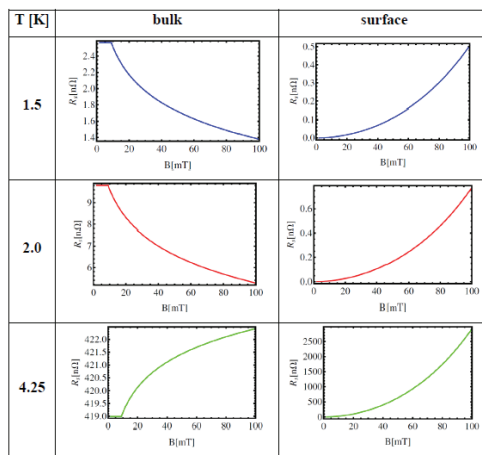 T [K] bulk surface
1.5
2.4
2.2
2.0
1.8
1.6
1.4
Rs[nΩ]
0 20 40 60 80 100
B[mT]
0.5
0.4
0.3
0.2
0.1
0.0
Rs[nΩ]
0 20 40 60 80 100
B[mT]
2.0
9
8
7
6
Rs[nΩ]
0 20 40 60 80 100
B[mT]
0.6
0.4
0.2
0.0
Rs[nΩ]
0 20 40 60 80 100
B[mT]
4.25
422.0
421.5
421.0
420.5
420.0
419.5
419.0
Rs[nΩ]
0 20 40 60 80 100
B[mT]
2500
2000
1500
1000
500
0
Rs[nΩ]
0 20 40 60 80 100
B[mT]